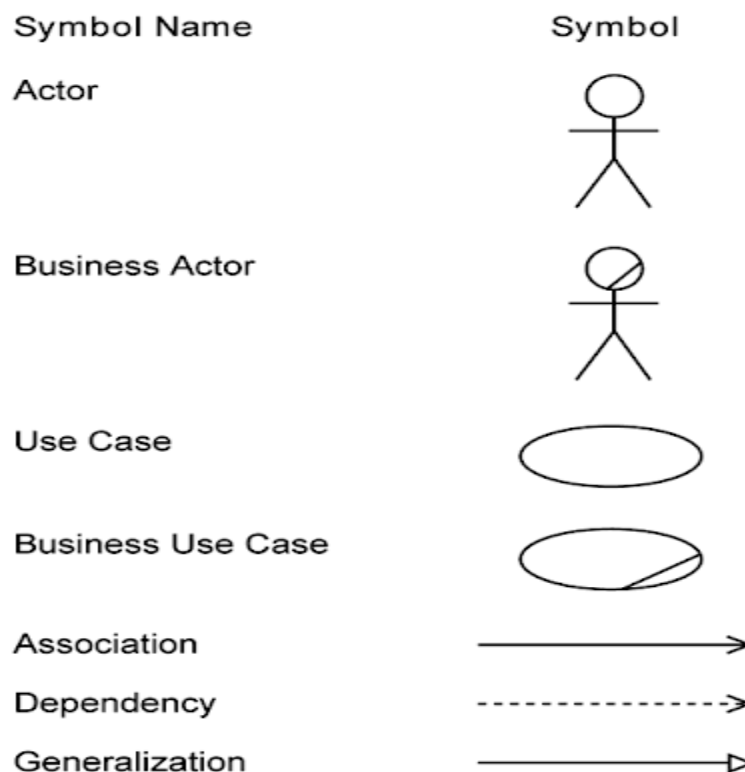 Symbol Name Symbol
Actor
Business Actor
Use Case
Business Use Case
Association
Dependency
Generalization